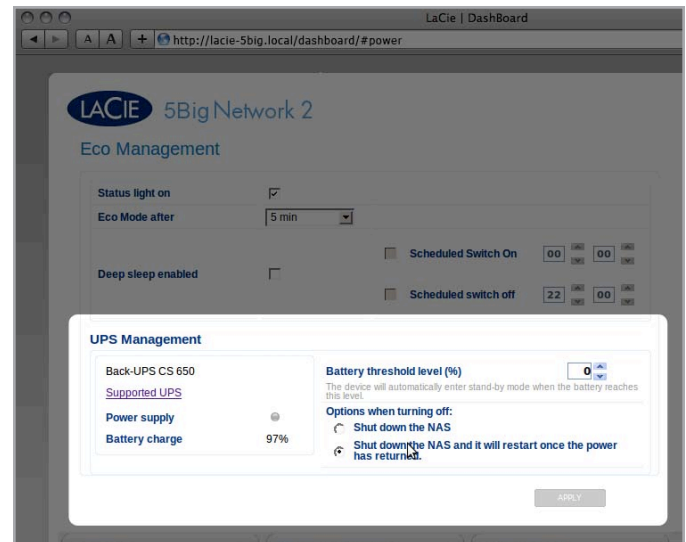 LaCie | DashBoard
A A + http://lacie-5big.local/dashboard/#power
LACIE 5Big Network 2
Eco Management
Status light on
Eco Mode after 5 min
Scheduled Switch On 00 00
Deep sleep enabled
Scheduled switch off 22 00
UPS Management
Back-UPS CS 650
Battery threshold level (%) 0
Supported UPS
The device will automatically enter stand-by mode when the battery reaches
this level.
Power supply
Options when turning off:
Shut down the NAS
Battery charge 97%
Shut down the NAS and it will restart once the power
has returned.
APPLY